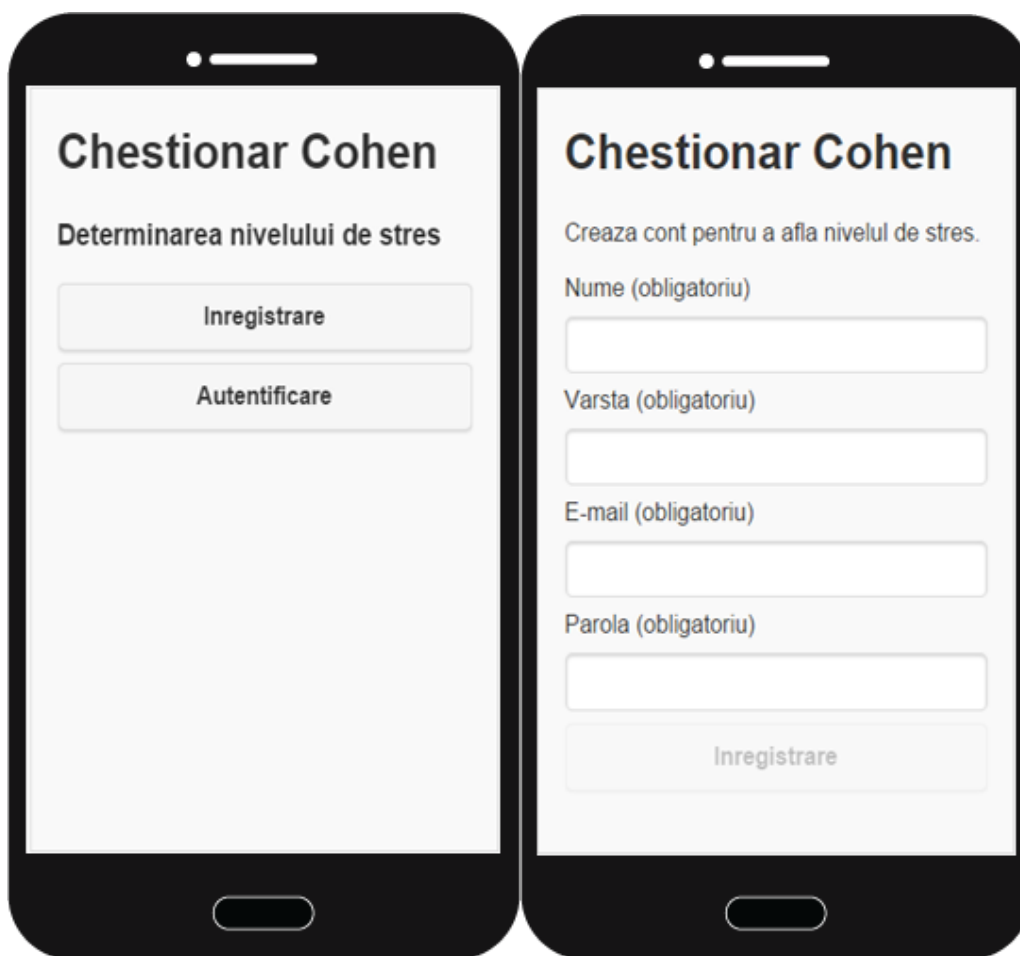 Chestionar Cohen
Determinarea nivelului de stres
Inregistrare
Autentificare
Chestionar Cohen
Creaza cont pentru a afla nivelul de stres.
Nume (obligatoriu)
Varsta (obligatoriu)
E-mail (obligatoriu)
Parola (obligatoriu)
Inregistrare